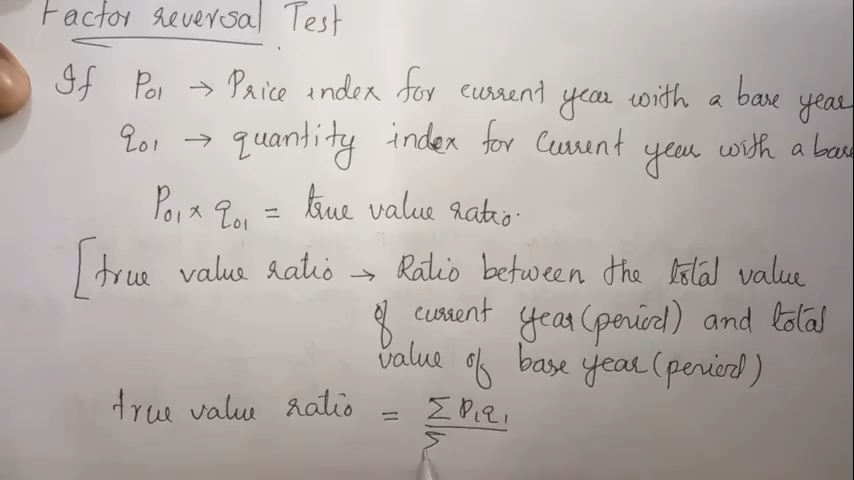 Factor reversal Test
If P01 → Price index for current year with a base year
q01 → quantity index for current year with a base
P01 × q01 = true value ratio.
[true value ratio → Ratio between the total value
of current year (period) and total
value of base year (period)
true value ratio = Σ P1q1
Σ